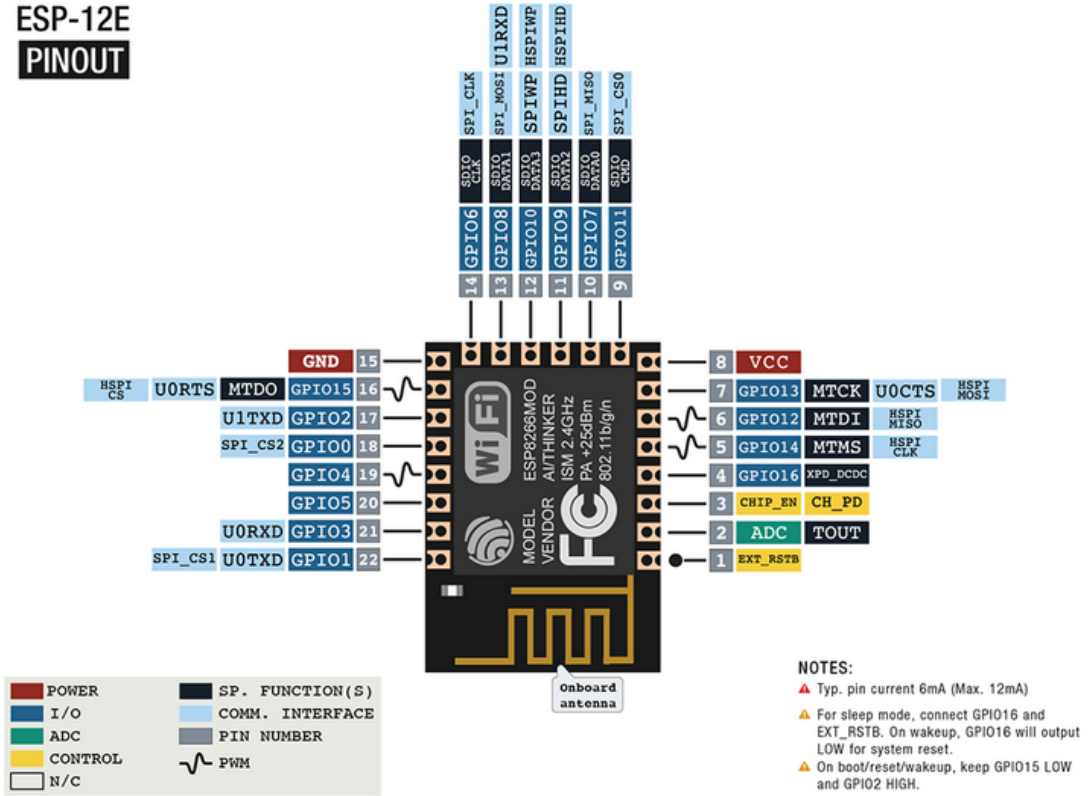 ESP-12E
PINOUT
SPI_CLK SDIO CLK GPIO6 14
U1RXD SPI_MOSI SDIO DATA1 GPIO8 13
HSPIWP SPIWP SDIO DATA3 GPIO10 12
HSPIHD SPIHD SDIO DATA2 GPIO9 11
SPI_MISO SDIO DATA0 GPIO7 10
SPI_CS0 SDIO CMD GPIO11 9
GND 15
HSPI CS U0RTS MTDO GPIO15 16
U1TXD GPIO2 17
SPI_CS2 GPIO0 18
GPIO4 19
GPIO5 20
U0RXD GPIO3 21
SPI_CS1 U0TXD GPIO1 22
8 VCC
7 GPIO13 MTCK U0CTS HSPI MOSI
6 GPIO12 MTDI HSPI MISO
5 GPIO14 MTMS HSPI CLK
4 GPIO16 XPD_DCDC
3 CHIP_EN CH_PD
2 ADC TOUT
1 EXT_RSTB
WiFi
FC
MODEL ESP8266MOD
VENDOR AI/THINKER
ISM 2.4GHz
PA +25dBm
802.11b/g/n
Onboard
antenna
POWER
I/O
ADC
CONTROL
N/C
SP. FUNCTION(S)
COMM. INTERFACE
PIN NUMBER
PWM
NOTES:
Typ. pin current 6mA (Max. 12mA)
For sleep mode, connect GPIO16 and
EXT_RSTB. On wakeup, GPIO16 will output
LOW for system reset.
On boot/reset/wakeup, keep GPIO15 LOW
and GPIO2 HIGH.